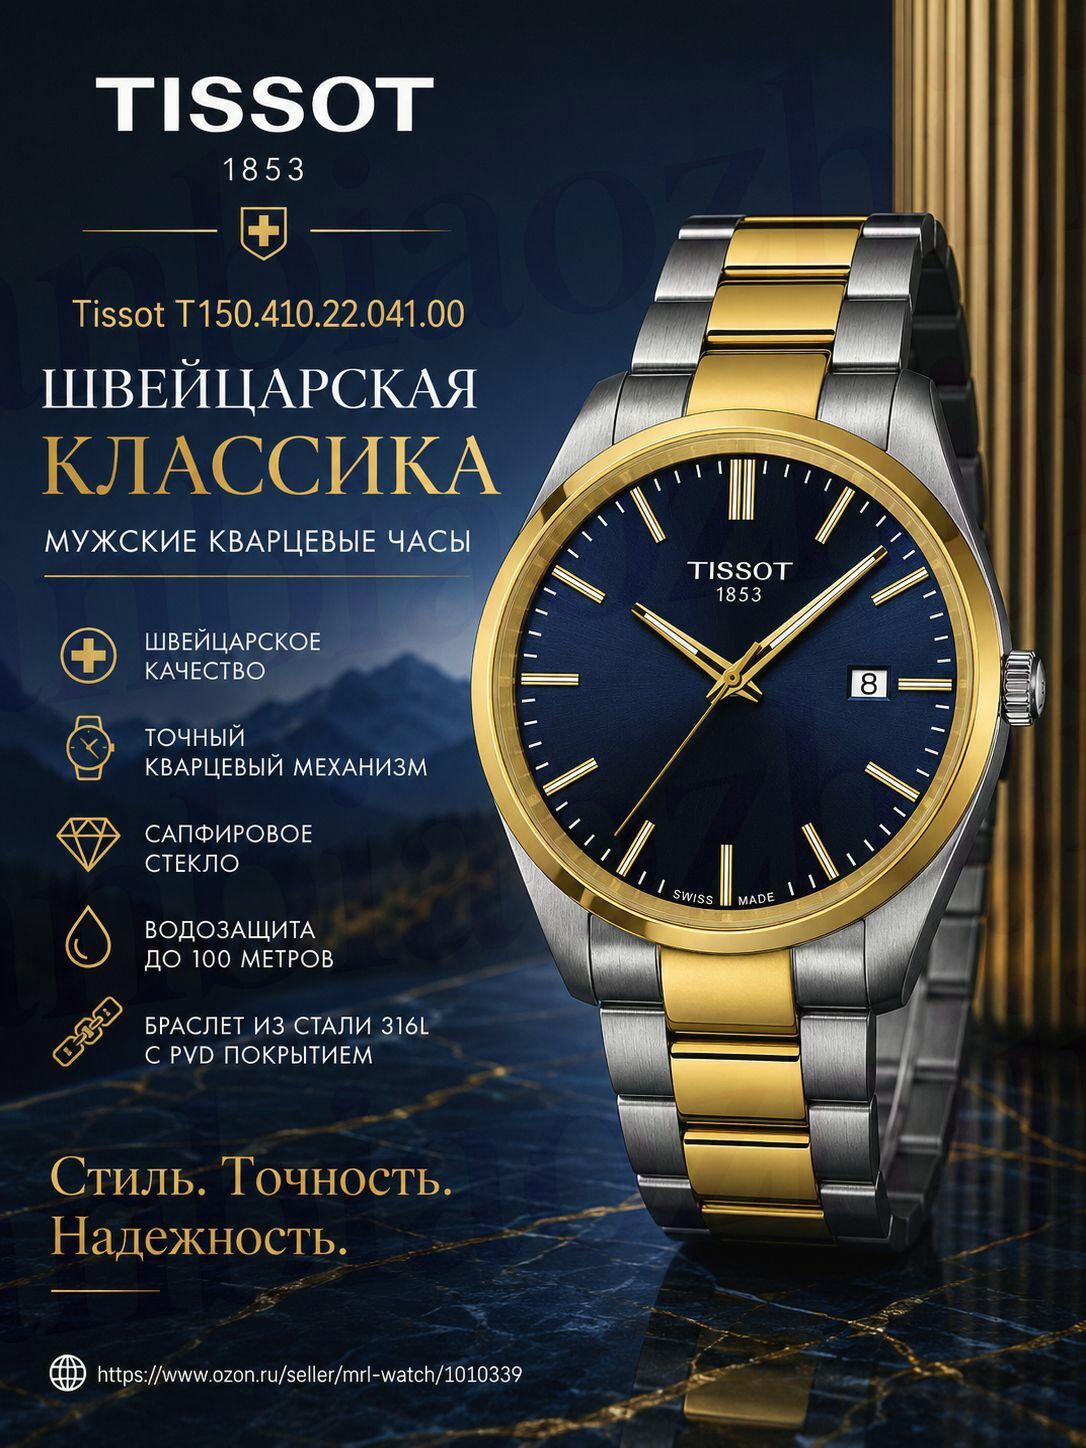 TISSOT
1853
Tissot T150.410.22.041.00
ШВЕЙЦАРСКАЯ
КЛАССИКА
МУЖСКИЕ КВАРЦЕВЫЕ ЧАСЫ
ШВЕЙЦАРСКОЕ
КАЧЕСТВО
ТОЧНЫЙ
КВАРЦЕВЫЙ МЕХАНИЗМ
САПФИРОВОЕ
СТЕКЛО
ВОДОЗАЩИТА
ДО 100 МЕТРОВ
БРАСЛЕТ ИЗ СТАЛИ 316L
С PVD ПОКРЫТИЕМ
Стиль. Точность.
Надежность.
https://www.ozon.ru/seller/mrl-watch/1010339
TISSOT
1853
8
SWISS MADE